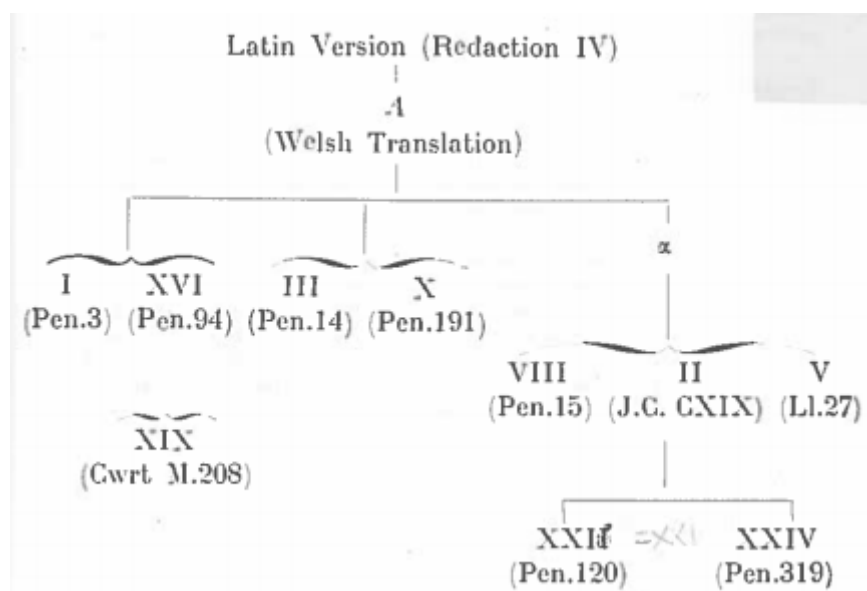 Latin Version (Redaction IV)
A
(Welsh Translation)
α
I XVI III X
(Pen.3) (Pen.94) (Pen.14) (Pen.191)
VIII II V
(Pen.15) (J.C. CXIX) (Ll.27)
XIX
(Cwrt M.208)
=XXI XXIV
(Pen.120) (Pen.319)